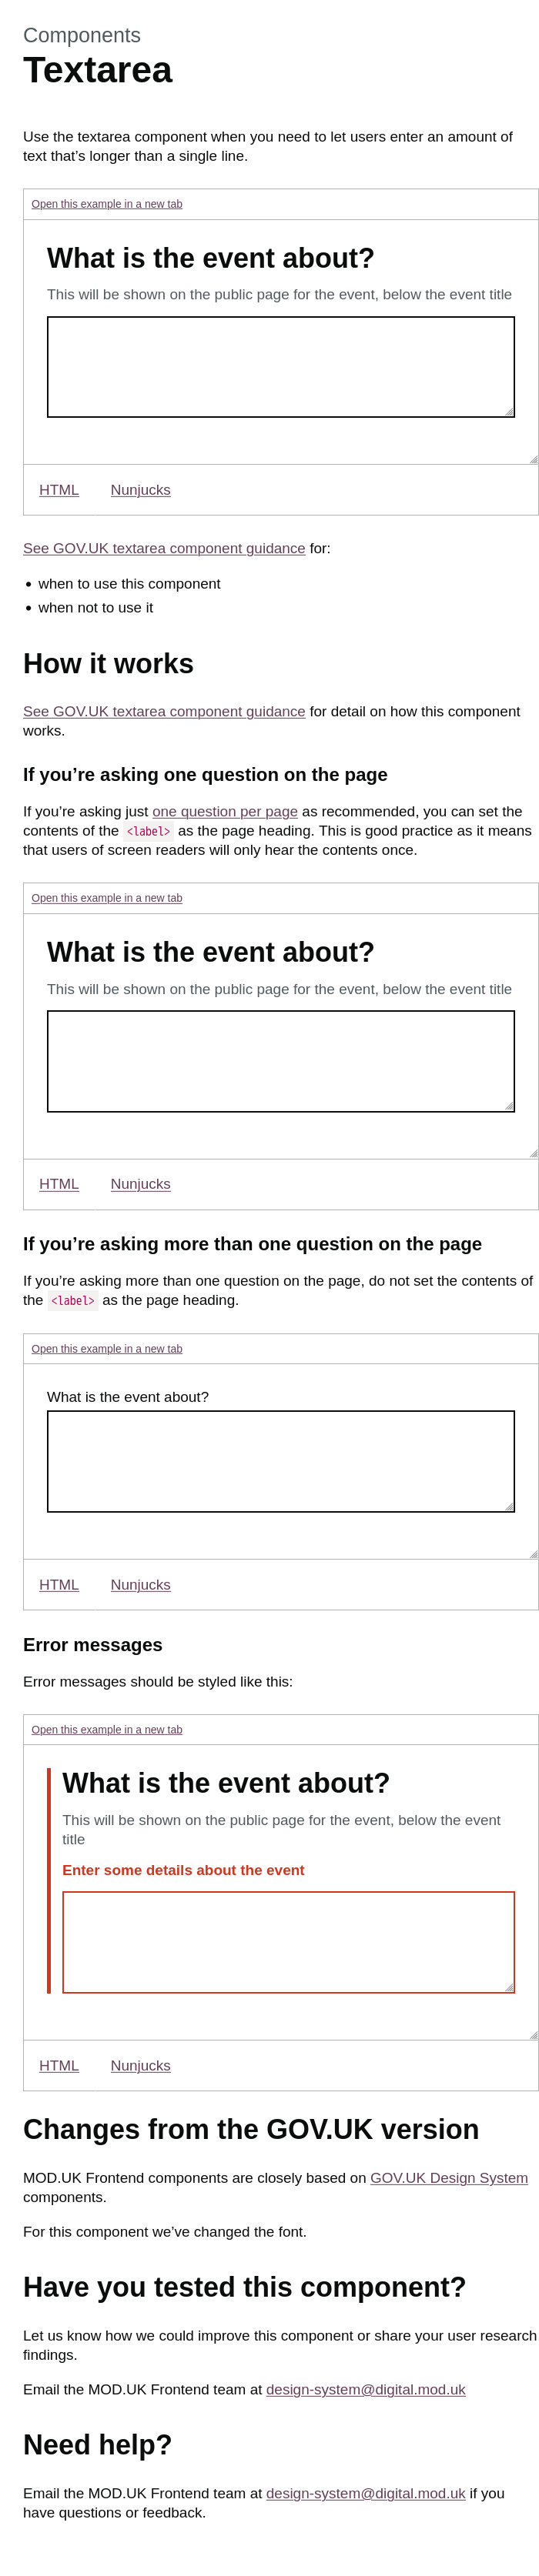 Components
Textarea
Use the textarea component when you need to let users enter an amount of
text that’s longer than a single line.
Open this example in a new tab
What is the event about?
This will be shown on the public page for the event, below the event title
HTML Nunjucks
See GOV.UK textarea component guidance for:
• when to use this component
• when not to use it
How it works
See GOV.UK textarea component guidance for detail on how this component
works.
If you’re asking one question on the page
If you’re asking just one question per page as recommended, you can set the
contents of the <label> as the page heading. This is good practice as it means
that users of screen readers will only hear the contents once.
Open this example in a new tab
What is the event about?
This will be shown on the public page for the event, below the event title
HTML Nunjucks
If you’re asking more than one question on the page
If you’re asking more than one question on the page, do not set the contents of
the <label> as the page heading.
Open this example in a new tab
What is the event about?
HTML Nunjucks
Error messages
Error messages should be styled like this:
Open this example in a new tab
What is the event about?
This will be shown on the public page for the event, below the event
title
Enter some details about the event
HTML Nunjucks
Changes from the GOV.UK version
MOD.UK Frontend components are closely based on GOV.UK Design System
components.
For this component we’ve changed the font.
Have you tested this component?
Let us know how we could improve this component or share your user research
findings.
Email the MOD.UK Frontend team at design-system@digital.mod.uk
Need help?
Email the MOD.UK Frontend team at design-system@digital.mod.uk if you
have questions or feedback.